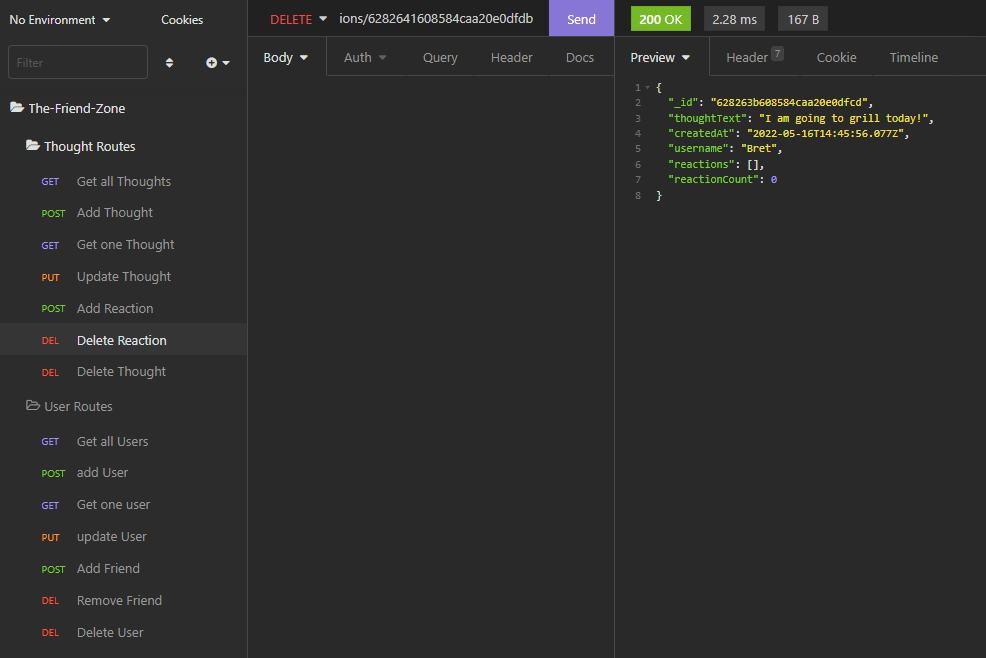 No Environment
Cookies
Filter
The-Friend-Zone
Thought Routes
GET Get all Thoughts
POST Add Thought
GET Get one Thought
PUT Update Thought
POST Add Reaction
DEL Delete Reaction
DEL Delete Thought
User Routes
GET Get all Users
POST add User
GET Get one user
PUT update User
POST Add Friend
DEL Remove Friend
DEL Delete User
DELETE ions/6282641608584caa20e0dfdb Send
Body Auth Query Header Docs
200 OK 2.28 ms 167 B
Preview Header 7 Cookie Timeline
1 {
2 "_id": "628263b608584caa20e0dfcd",
3 "thoughtText": "I am going to grill today!",
4 "createdAt": "2022-05-16T14:45:56.077Z",
5 "username": "Bret",
6 "reactions": [],
7 "reactionCount": 0
8 }